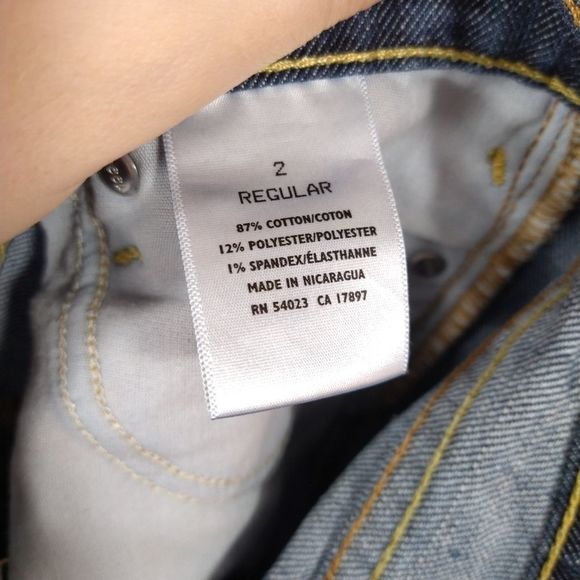 2
REGULAR
87% COTTON/COTON
12% POLYESTER/POLYESTER
1% SPANDEX/ÉLASTHANNE
MADE IN NICARAGUA
RN 54023 CA 17897